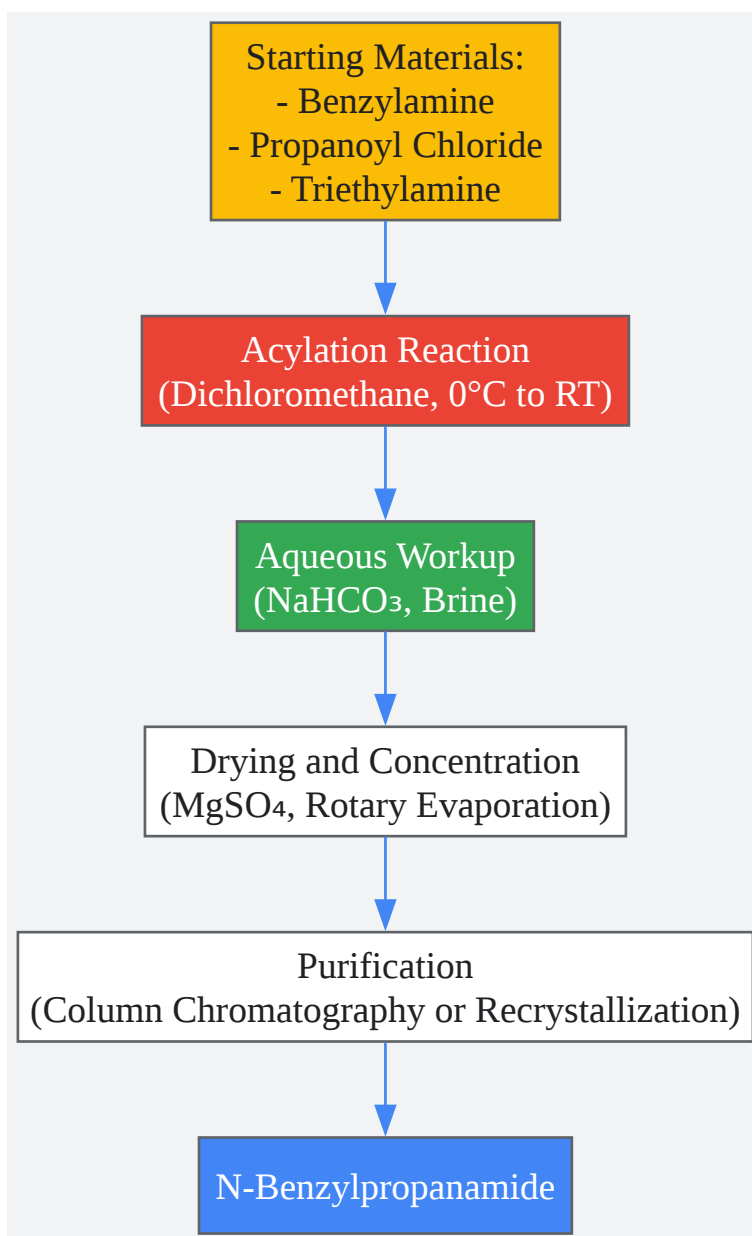 Starting Materials:
- Benzylamine
- Propanoyl Chloride
- Triethylamine
Acylation Reaction
(Dichloromethane, 0°C to RT)
Aqueous Workup
(NaHCO₃, Brine)
Drying and Concentration
(MgSO₄, Rotary Evaporation)
Purification
(Column Chromatography or Recrystallization)
N-Benzylpropanamide